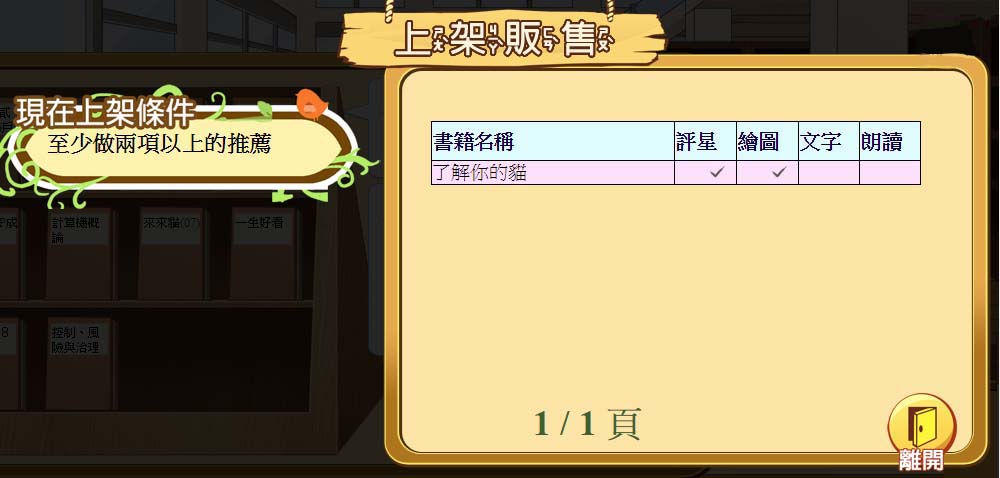 上架販售
現在上架條件
至少做兩項以上的推薦
書籍名稱 評星 繪圖 文字 朗讀
了解你的貓 ✓ ✓
計算機概
論
來來貓(07)
一生好看
8
控制、風
險與治理
1 / 1 頁
離開